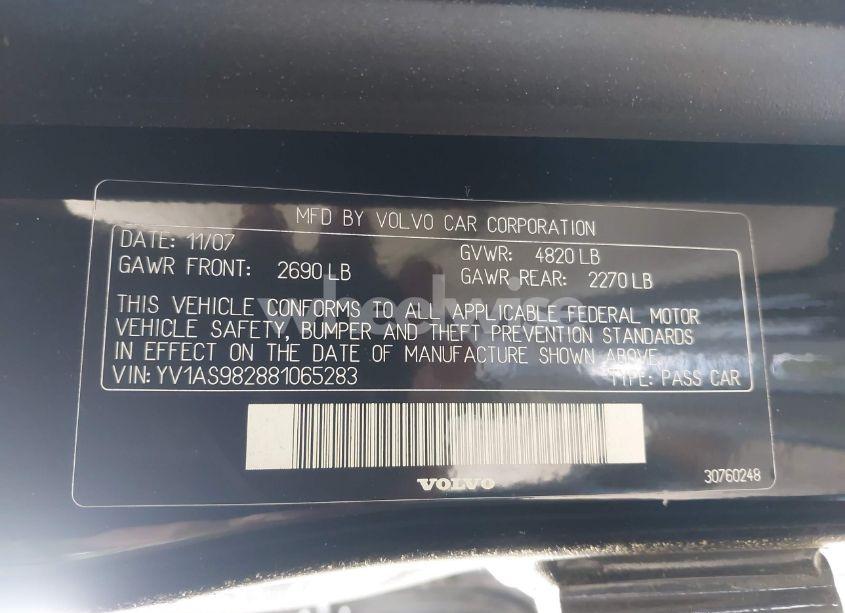 MFD BY VOLVO CAR CORPORATION
DATE: 11/07
GVWR: 4820 LB
GAWR FRONT: 2690 LB
GAWR REAR: 2270 LB
THIS VEHICLE CONFORMS TO ALL APPLICABLE FEDERAL MOTOR
VEHICLE SAFETY, BUMPER AND THEFT PREVENTION STANDARDS
IN EFFECT ON THE DATE OF MANUFACTURE SHOWN ABOVE.
VIN: YV1AS982881065283
TYPE: PASS CAR
VOLVO
30760248
wheelwise